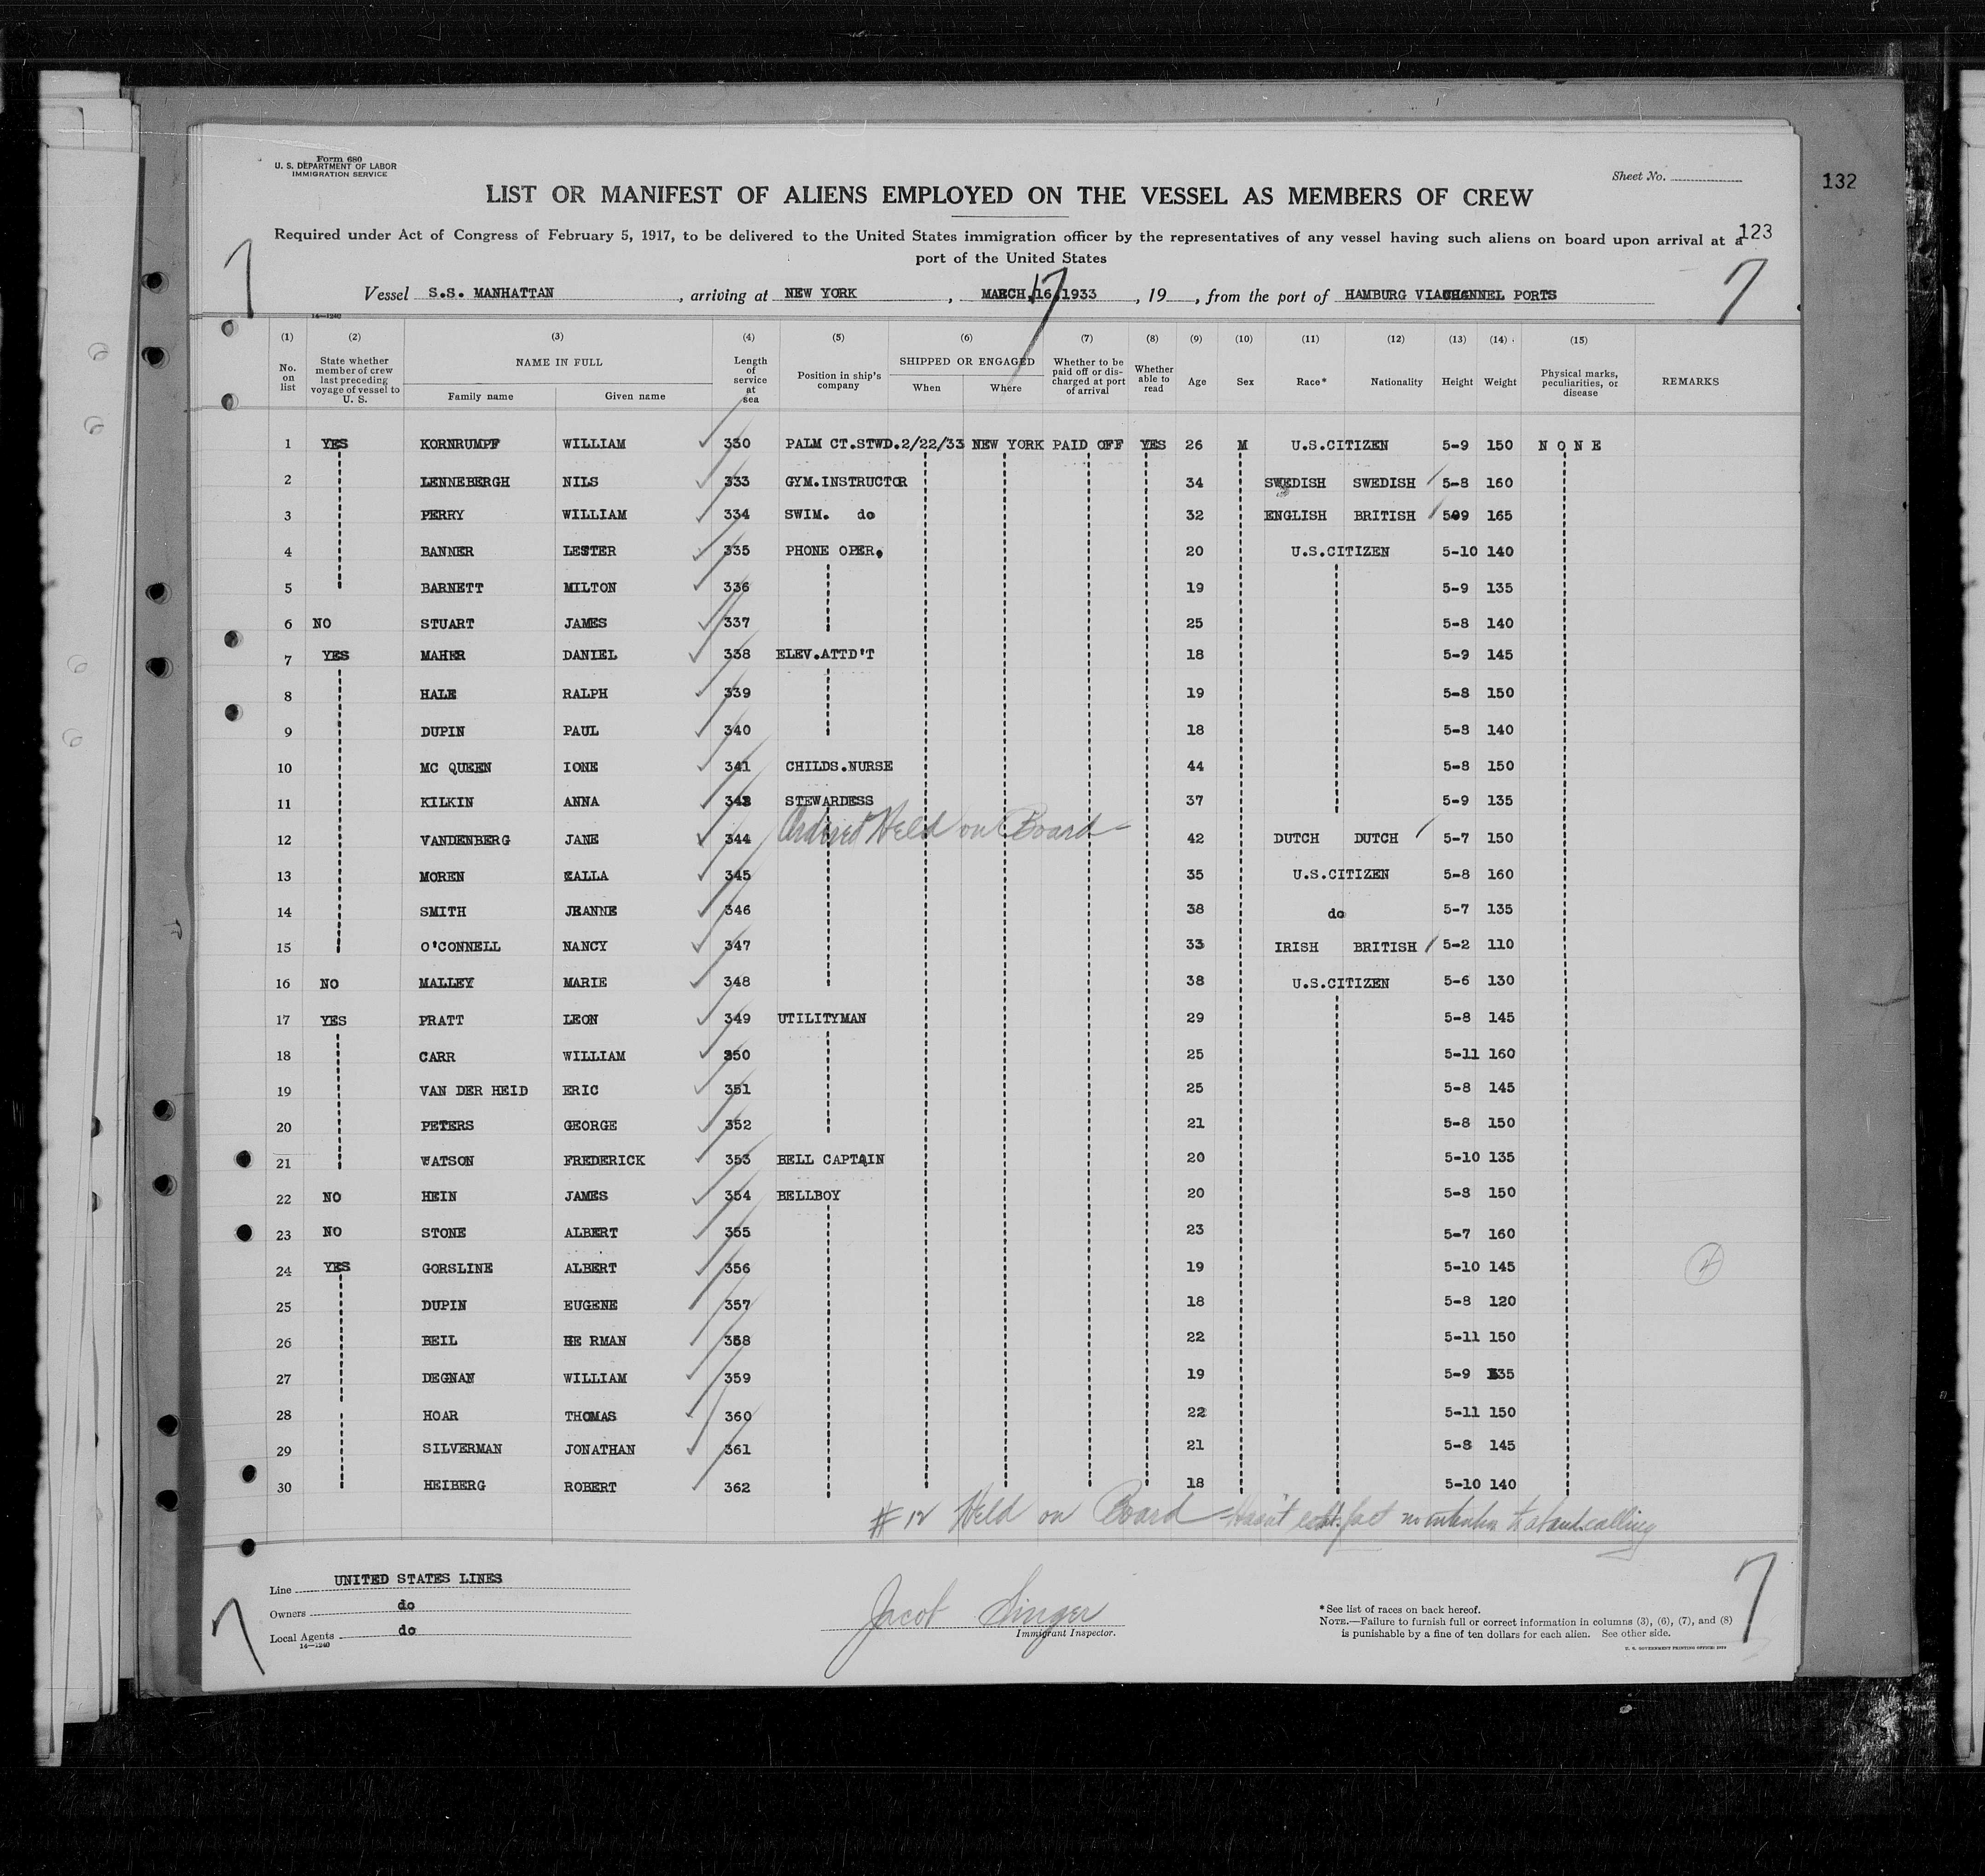 Form 680
U. S. DEPARTMENT OF LABOR
IMMIGRATION SERVICE
Sheet No.
132
LIST OR MANIFEST OF ALIENS EMPLOYED ON THE VESSEL AS MEMBERS OF CREW
123
Required under Act of Congress of February 5, 1917, to be delivered to the United States immigration officer by the representatives of any vessel having such aliens on board upon arrival at a
port of the United States
7 7
17
Vessel S.S. MANHATTAN, arriving at NEW YORK, MARCH,16,1933, 19, from the port of HAMBURG VIA CHANNEL PORTS
14—1240
(1) (2) (3) (4) (5) (6) (7) (8) (9) (10) (11) (12) (13) (14) (15)
No. on list State whether member of crew last preceding voyage of vessel to U. S. NAME IN FULL Family name Given name Length of service at sea Position in ship's company SHIPPED OR ENGAGED When Where Whether to be paid off or discharged at port of arrival Whether able to read Age Sex Race* Nationality Height Weight Physical marks, peculiarities, or disease REMARKS
1 YES KORNRUMPF WILLIAM 330 PALM CT.STWD. 2/22/33 NEW YORK PAID OFF YES 26 M U.S.CITIZEN 5-9 150 NONE
2 LENNEBERGH NILS 333 GYM.INSTRUCTOR 34 SWEDISH SWEDISH 5-8 160
3 PERRY WILLIAM 334 SWIM. do 32 ENGLISH BRITISH 5-9 165
4 BANNER LESTER 335 PHONE OPER. 20 U.S.CITIZEN 5-10 140
5 BARNETT MILTON 336 19 5-9 135
6 NO STUART JAMES 337 25 5-8 140
7 YES MAHER DANIEL 338 ELEV.ATTD'T 18 5-9 145
8 HALE RALPH 339 19 5-8 150
9 DUPIN PAUL 340 18 5-8 140
10 MC QUEEN IONE 341 CHILDS.NURSE 44 5-8 150
11 KILKIN ANNA 343 STEWARDESS 37 5-9 135
Ordered Held on Board
12 VANDENBERG JANE 344 42 DUTCH DUTCH 5-7 150
13 MOREN CALLA 345 35 U.S.CITIZEN 5-8 160
14 SMITH JEANNE 346 38 do 5-7 135
15 O'CONNELL NANCY 347 33 IRISH BRITISH 5-2 110
16 NO MALLEY MARIE 348 38 U.S.CITIZEN 5-6 130
17 YES PRATT LEON 349 UTILITYMAN 29 5-8 145
18 CARR WILLIAM 350 25 5-11 160
19 VAN DER HEID ERIC 351 25 5-8 145
20 PETERS GEORGE 352 21 5-8 150
21 WATSON FREDERICK 353 BELL CAPTAIN 20 5-10 135
22 NO HEIN JAMES 354 BELLBOY 20 5-8 150
23 NO STONE ALBERT 355 23 5-7 160
24 YES GORSLINE ALBERT 356 19 5-10 145
25 DUPIN EUGENE 357 18 5-8 120
26 BEIL HE RMAN 358 22 5-11 150
27 DEGNAN WILLIAM 359 19 5-9 135
28 HOAR THOMAS 360 22 5-11 150
29 SILVERMAN JONATHAN 361 21 5-8 145
30 HEIBERG ROBERT 362 18 5-10 140
# 12 Held on Board Hasn't calling
Line UNITED STATES LINES
Owners do
Local Agents do
14—1240
7 7
Jacob Singer
Immigrant Inspector.
* See list of races on back hereof.
NOTE.—Failure to furnish full or correct information in columns (3), (6), (7), and (8)
is punishable by a fine of ten dollars for each alien. See other side.